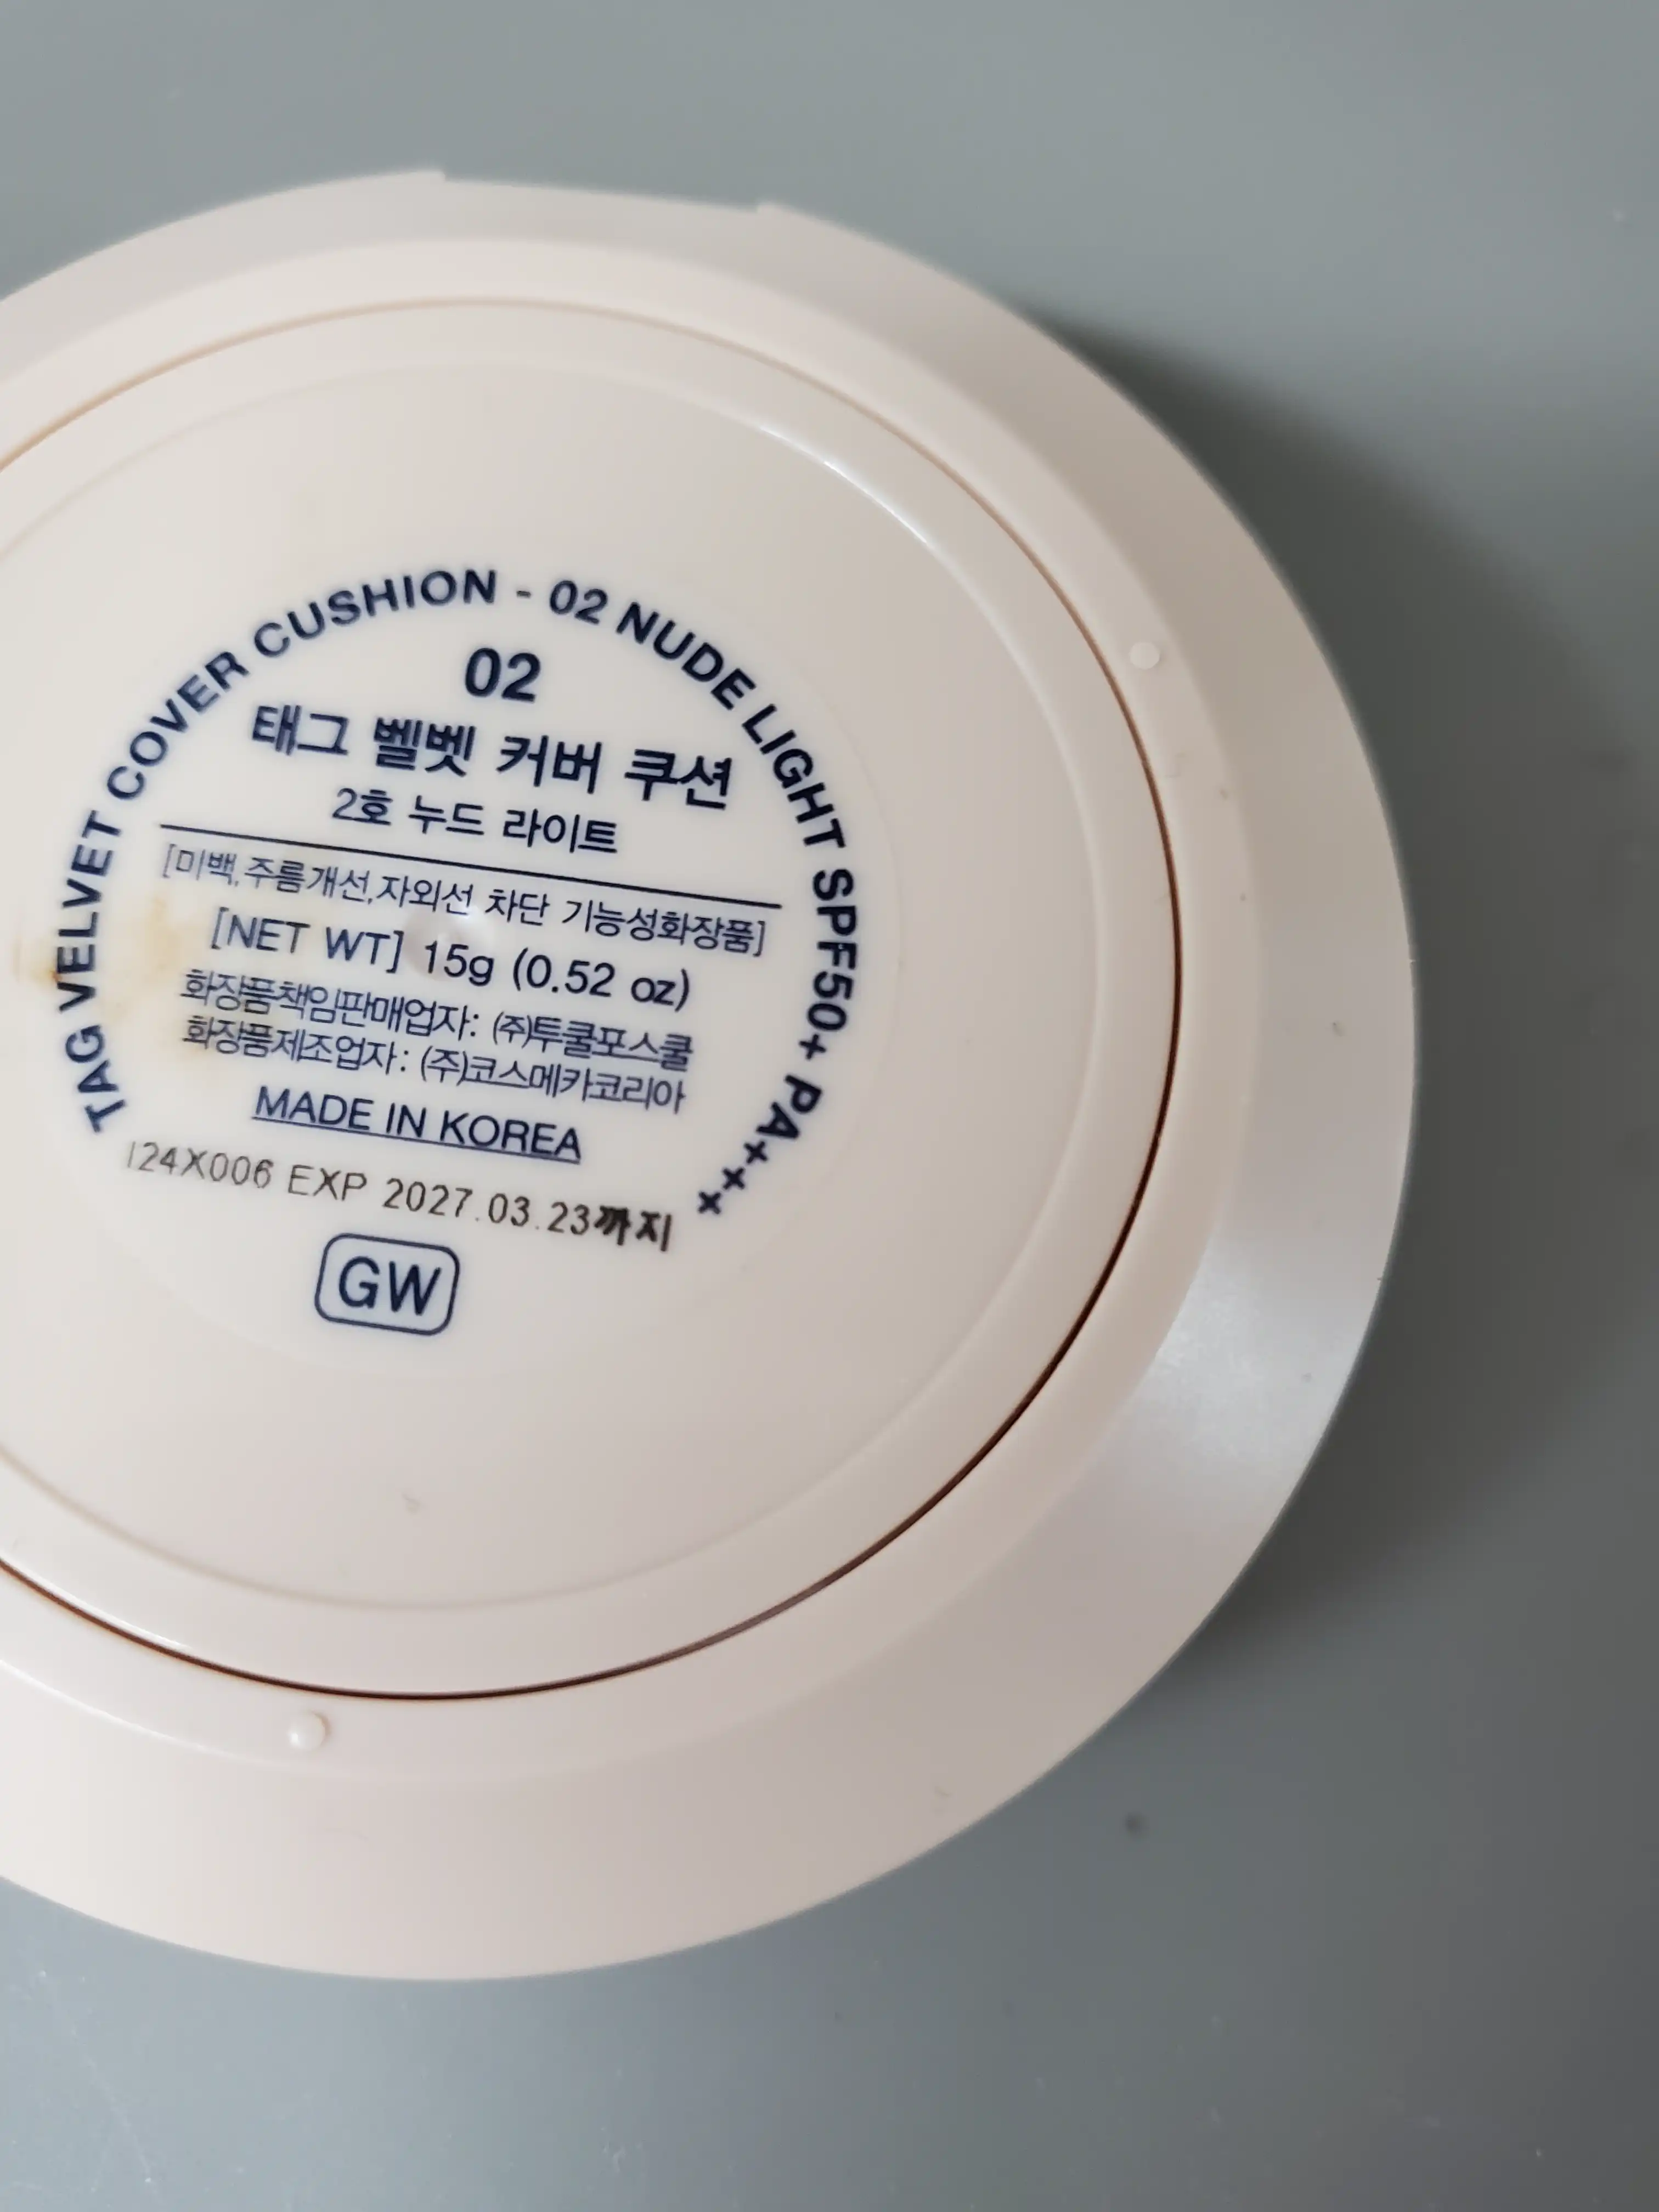 TAG VELVET COVER CUSHION - 02 NUDE LIGHT SPF50+ PA+++
02
태그 벨벳 커버 쿠션
2호 누드 라이트
[미백,주름개선,자외선 차단 기능성화장품]
[NET WT] 15g (0.52 oz)
화장품책임판매업자: (주)투쿨포스쿨
화장품제조업자: (주)코스메카코리아
MADE IN KOREA
I24X006 EXP 2027.03.23까지
GW